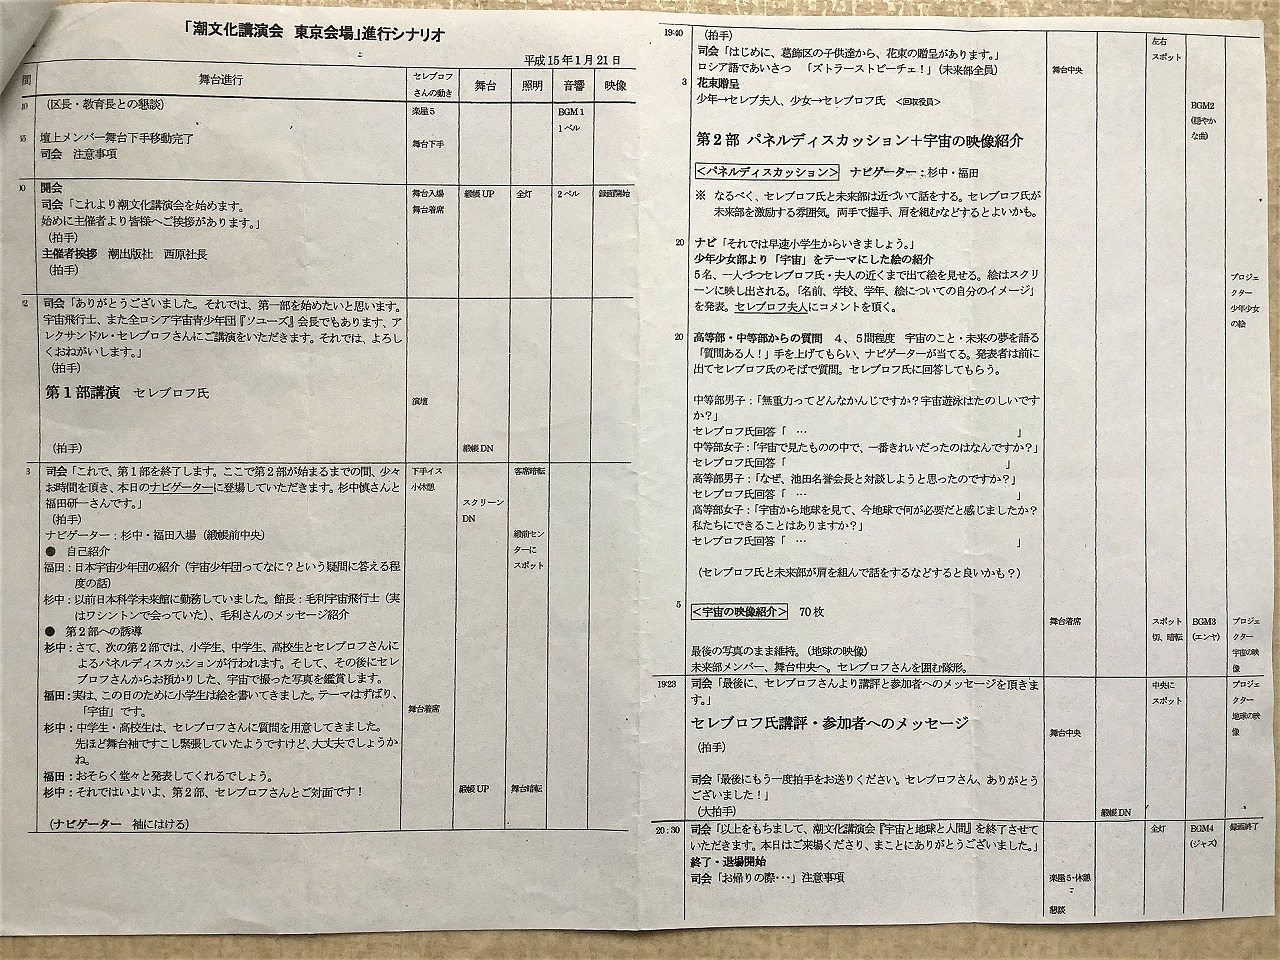 「潮文化講演会　東京会場」進行シナリオ
平成15年1月21日
間　舞台進行　セレブロフさんの動き　舞台　照明　音響　映像
（区長・教育長との懇談）　楽屋5　BGM1
1ベル
壇上メンバー舞台下手移動完了　舞台下手
司会　注意事項
開会　舞台入場　緞帳UP　全灯　2ベル　録画開始
司会「これより潮文化講演会を始めます。　舞台着席
始めに主催者より皆様へご挨拶があります。」
（拍手）
主催者挨拶　潮出版社　西原社長
（拍手）
司会「ありがとうございました。それでは、第一部を始めたいと思います。
宇宙飛行士、また全ロシア宇宙青少年団『ソユーズ』会長でもあります、ア
レクサンドル・セレブロフさんにご講演をいただきます。それでは、よろし
くおねがいします。」
（拍手）
第1部講演　セレブロフ氏
演壇
（拍手）　緞帳DN
司会「これで、第1部を終了します。ここで第2部が始まるまでの間、少々　下手イス　客席暗転
お時間を頂き、本日のナビゲーターに登場していただきます。杉中慎さんと　小休憩
福田研一さんです。」　スクリーン
（拍手）　DN
ナビゲーター：杉中・福田入場（緞帳前中央）　緞前セン
●　自己紹介　ターに
福田：日本宇宙少年団の紹介（宇宙少年団ってなに？という疑問に答える程　スポット
度の話）
杉中：以前日本科学未来館に勤務していました。館長：毛利宇宙飛行士（実
はワシントンで会っていた）、毛利さんのメッセージ紹介
●　第2部への誘導
杉中：さて、次の第2部では、小学生、中学生、高校生とセレブロフさんに
よるパネルディスカッションが行われます。そして、その後にセレ
ブロフさんからお預かりした、宇宙で撮った写真を鑑賞します。
福田：実は、この日のために小学生は絵を書いてきました。テーマはずばり、
「宇宙」です。　舞台着席
杉中：中学生・高校生は、セレブロフさんに質問を用意してきました。
先ほど舞台袖ですこし緊張していたようですけど、大丈夫でしょうか
ね。
福田：おそらく堂々と発表してくれるでしょう。
杉中：それではいよいよ、第2部、セレブロフさんとご対面です！　緞帳UP　舞台暗転
（ナビゲーター　袖にはける）
19:40　（拍手）　左右
司会「はじめに、葛飾区の子供達から、花束の贈呈があります。」　スポット
ロシア語であいさつ　「ズトラーストビーチェ！」（未来部全員）　舞台中央
3　花束贈呈
少年→セレブ夫人、少女→セレブロフ氏　＜回収役員＞　BGM2
（穏やか
な曲）
第2部 パネルディスカッション＋宇宙の映像紹介
＜パネルディスカッション＞　ナビゲーター：杉中・福田
※　なるべく、セレブロフ氏と未来部は近づいて話をする。セレブロフ氏が
未来部を激励する雰囲気。両手で握手、肩を組むなどするとよいかも。
20　ナビ「それでは早速小学生からいきましょう。」
少年少女部より「宇宙」をテーマにした絵の紹介
5名、一人づつセレブロフ氏・夫人の近くまで出て絵を見せる。絵はスクリ　プロジェ
ーンに映し出される。「名前、学校、学年、絵についての自分のイメージ」　クター
を発表。セレブロフ夫人にコメントを頂く。　少年少女
の絵
20　高等部・中等部からの質問　４、５問程度　宇宙のこと・未来の夢を語る
「質問ある人！」手を上げてもらい、ナビゲーターが当てる。発表者は前に
出てセレブロフ氏のそばで質問。セレブロフ氏に回答してもらう。
中等部男子：「無重力ってどんなかんじですか？宇宙遊泳はたのしいです
か？」
セレブロフ氏回答「　…　」
中等部女子：「宇宙で見たものの中で、一番きれいだったのはなんですか？」
セレブロフ氏回答「　」
高等部男子：「なぜ、池田名誉会長と対談しようと思ったのですか？」
セレブロフ氏回答「　…　」
高等部女子：「宇宙から地球を見て、今地球で何が必要だと感じましたか？
私たちにできることはありますか？」
セレブロフ氏回答「　…　」
（セレブロフ氏と未来部が肩を組んで話をするなどすると良いかも？）
5　＜宇宙の映像紹介＞　70枚　舞台着席　スポット　BGM3　プロジェ
切、暗転　（エンヤ）　クター
宇宙の映
最後の写真のまま維持。（地球の映像）　像
未来部メンバー、舞台中央へ。セレブロフさんを囲む隊形。
19:23　司会「最後に、セレブロフさんより講評と参加者へのメッセージを頂きま　中央に　プロジェ
す。」　スポット　クター
セレブロフ氏講評・参加者へのメッセージ　舞台中央　地球の映
像
（拍手）
司会「最後にもう一度拍手をお送りください。セレブロフさん、ありがとう
ございました！」
（大拍手）　緞帳DN
20:30　司会「以上をもちまして、潮文化講演会『宇宙と地球と人間』を終了させて　全灯　BGM4　録画終了
いただきます。本日はご来場くださり、まことにありがとうございました。」　（ジャズ）
終了・退場開始
司会「お帰りの際・・・」注意事項　楽屋5・休憩
懇談